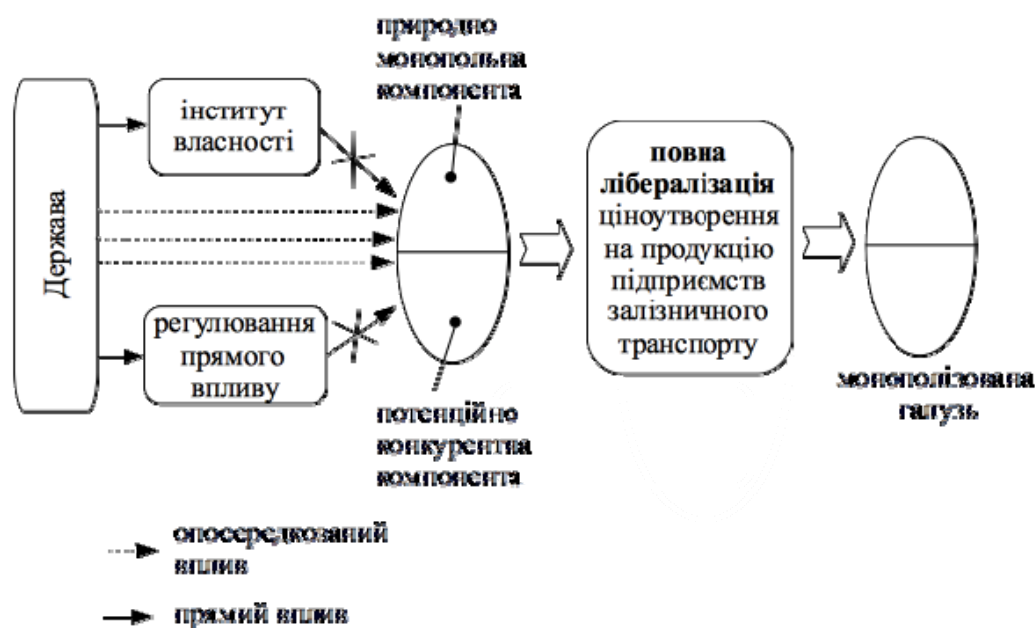 природно
монопольна
компонента
Держава
інститут
власності
регулювання
прямого
впливу
потенційно
конкурентна
компонента
повна
лібералізація
ціноутворення
на продукцію
підприємств
залізничного
транспорту
монополізована
галузь
опосередкований
вплив
прямий вплив